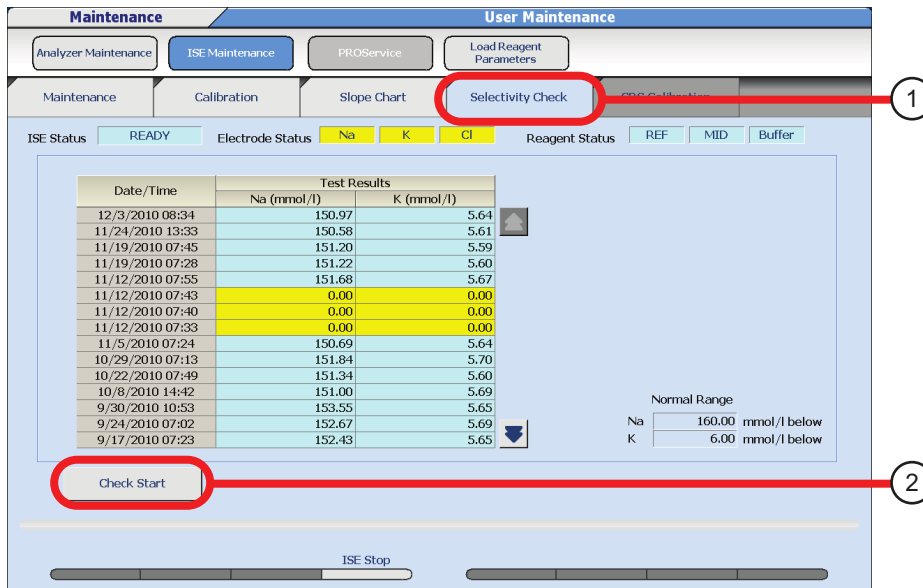 Maintenance User Maintenance
Analyzer Maintenance ISE Maintenance PROService Load Reagent
Parameters
Maintenance Calibration Slope Chart Selectivity Check CRS Calibration
1
ISE Status READY Electrode Status Na K Cl Reagent Status REF MID Buffer
Date/Time Test Results
Na (mmol/l) K (mmol/l)
12/3/2010 08:34 150.97 5.64
11/24/2010 13:33 150.58 5.61
11/19/2010 07:45 151.20 5.59
11/19/2010 07:28 151.22 5.60
11/12/2010 07:55 151.68 5.67
11/12/2010 07:43 0.00 0.00
11/12/2010 07:40 0.00 0.00
11/12/2010 07:33 0.00 0.00
11/5/2010 07:24 150.69 5.64
10/29/2010 07:13 151.84 5.70
10/22/2010 07:49 151.34 5.60
10/8/2010 14:42 151.00 5.69
9/30/2010 10:53 153.55 5.65
9/24/2010 07:02 152.67 5.69
9/17/2010 07:23 152.43 5.65
Normal Range
Na 160.00 mmol/l below
K 6.00 mmol/l below
Check Start
2
ISE Stop